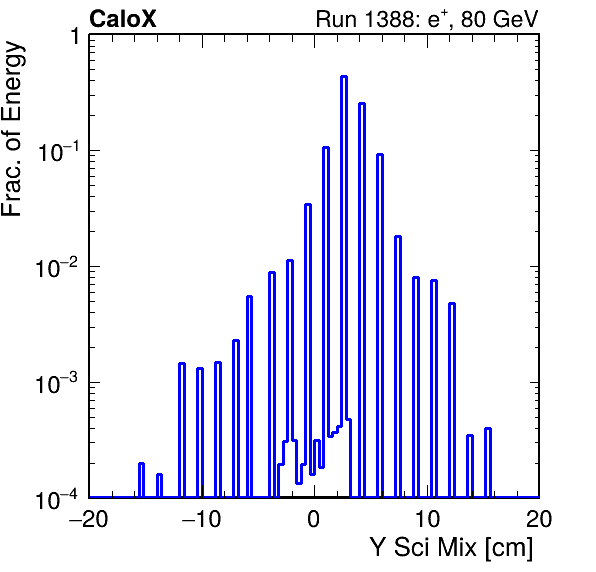 CaloX Run 1388: e⁺, 80 GeV
Frac. of Energy
1
10⁻¹
10⁻²
10⁻³
10⁻⁴
−20 −10 0 10 20
Y Sci Mix [cm]